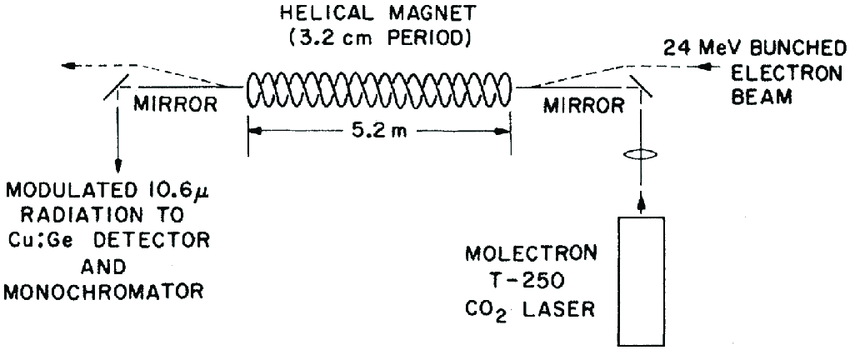 HELICAL MAGNET
(3.2 cm PERIOD)
24 MeV BUNCHED
ELECTRON
BEAM
MIRROR
MIRROR
5.2 m
MODULATED 10.6μ
RADIATION TO
Cu:Ge DETECTOR
AND
MONOCHROMATOR
MOLECTRON
T-250
CO₂ LASER